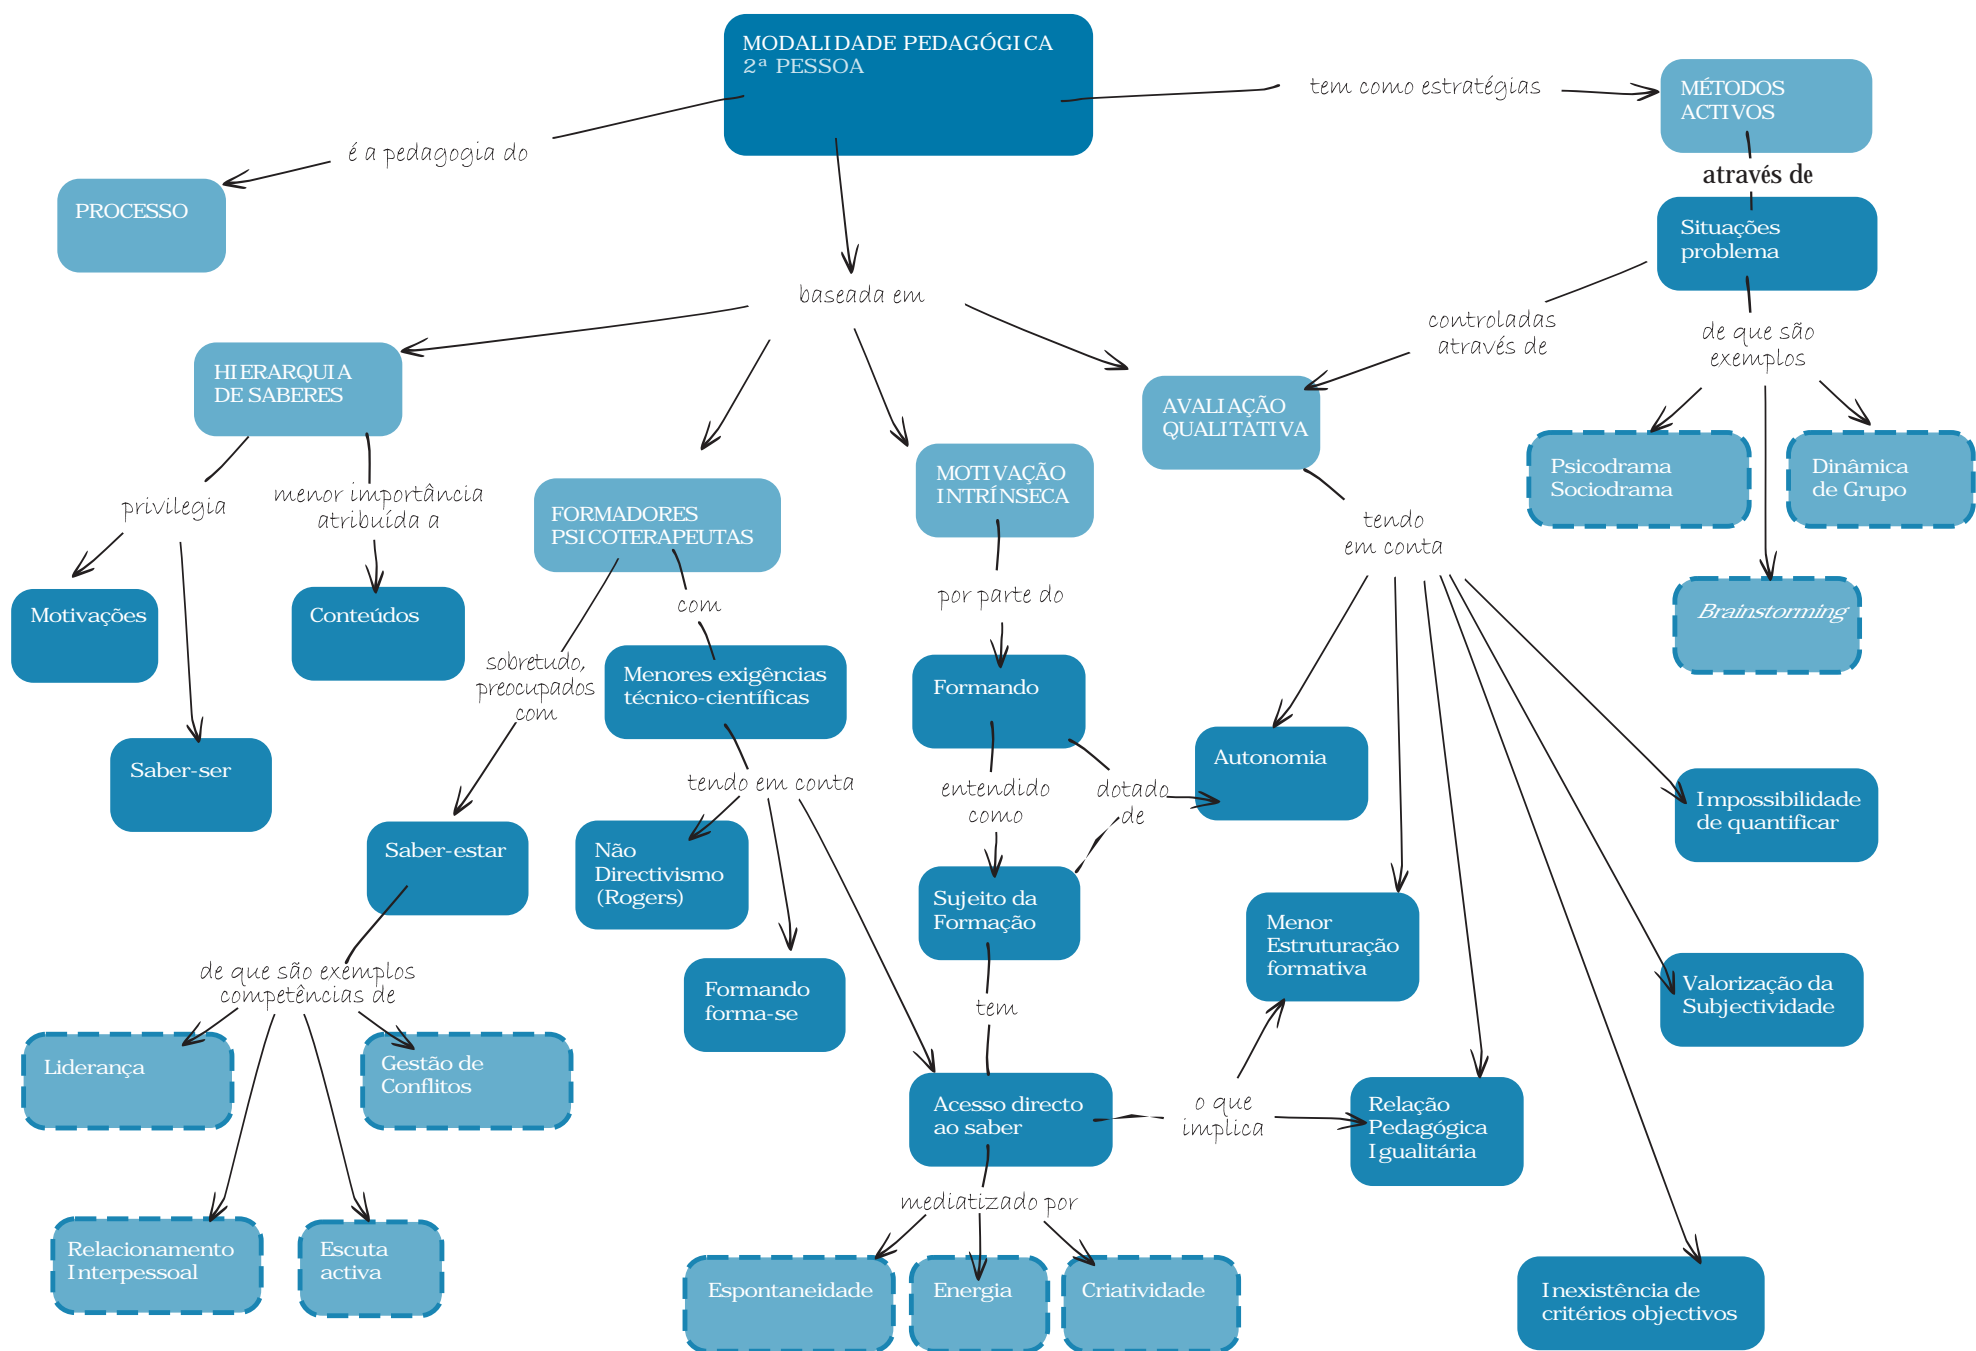 MODALIDADE PEDAGÓGICA
2ª PESSOA
tem como estratégias
MÉTODOS
ACTIVOS
é a pedagogia do
através de
PROCESSO
Situações
problema
baseada em
controladas
através de
de que são
exemplos
HIERARQUIA
DE SABERES
AVALIAÇÃO
QUALITATIVA
MOTIVAÇÃO
INTRÍNSECA
Psicodrama
Sociodrama
Dinâmica
de Grupo
privilegia
menor importância
atribuída a
FORMADORES
PSICOTERAPEUTAS
tendo
em conta
Motivações
Conteúdos
com
por parte do
Brainstorming
sobretudo,
preocupados
com
Menores exigências
técnico-científicas
Formando
Saber-ser
tendo em conta
entendido
como
dotado
de
Autonomia
Impossibilidade
de quantificar
Saber-estar
Não
Directivismo
(Rogers)
Sujeito da
Formação
Menor
Estruturação
formativa
de que são exemplos
competências de
Formando
forma-se
tem
Valorização da
Subjectividade
Liderança
Gestão de
Conflitos
Acesso directo
ao saber
o que
implica
Relação
Pedagógica
Igualitária
mediatizado por
Relacionamento
Interpessoal
Escuta
activa
Espontaneidade
Energia
Criatividade
Inexistência de
critérios objectivos